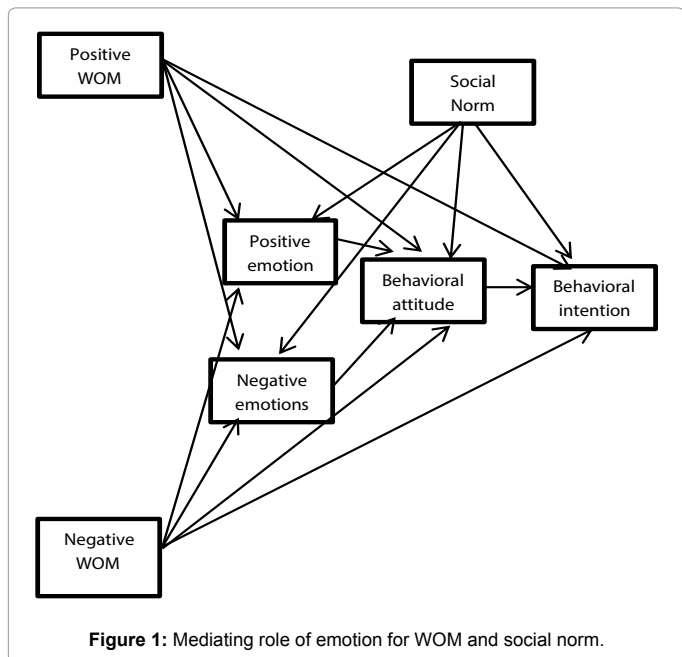 Positive
WOM
Social
Norm
Positive
emotion
Behavioral
attitude
Behavioral
intention
Negative
emotions
Negative
WOM
Figure 1: Mediating role of emotion for WOM and social norm.